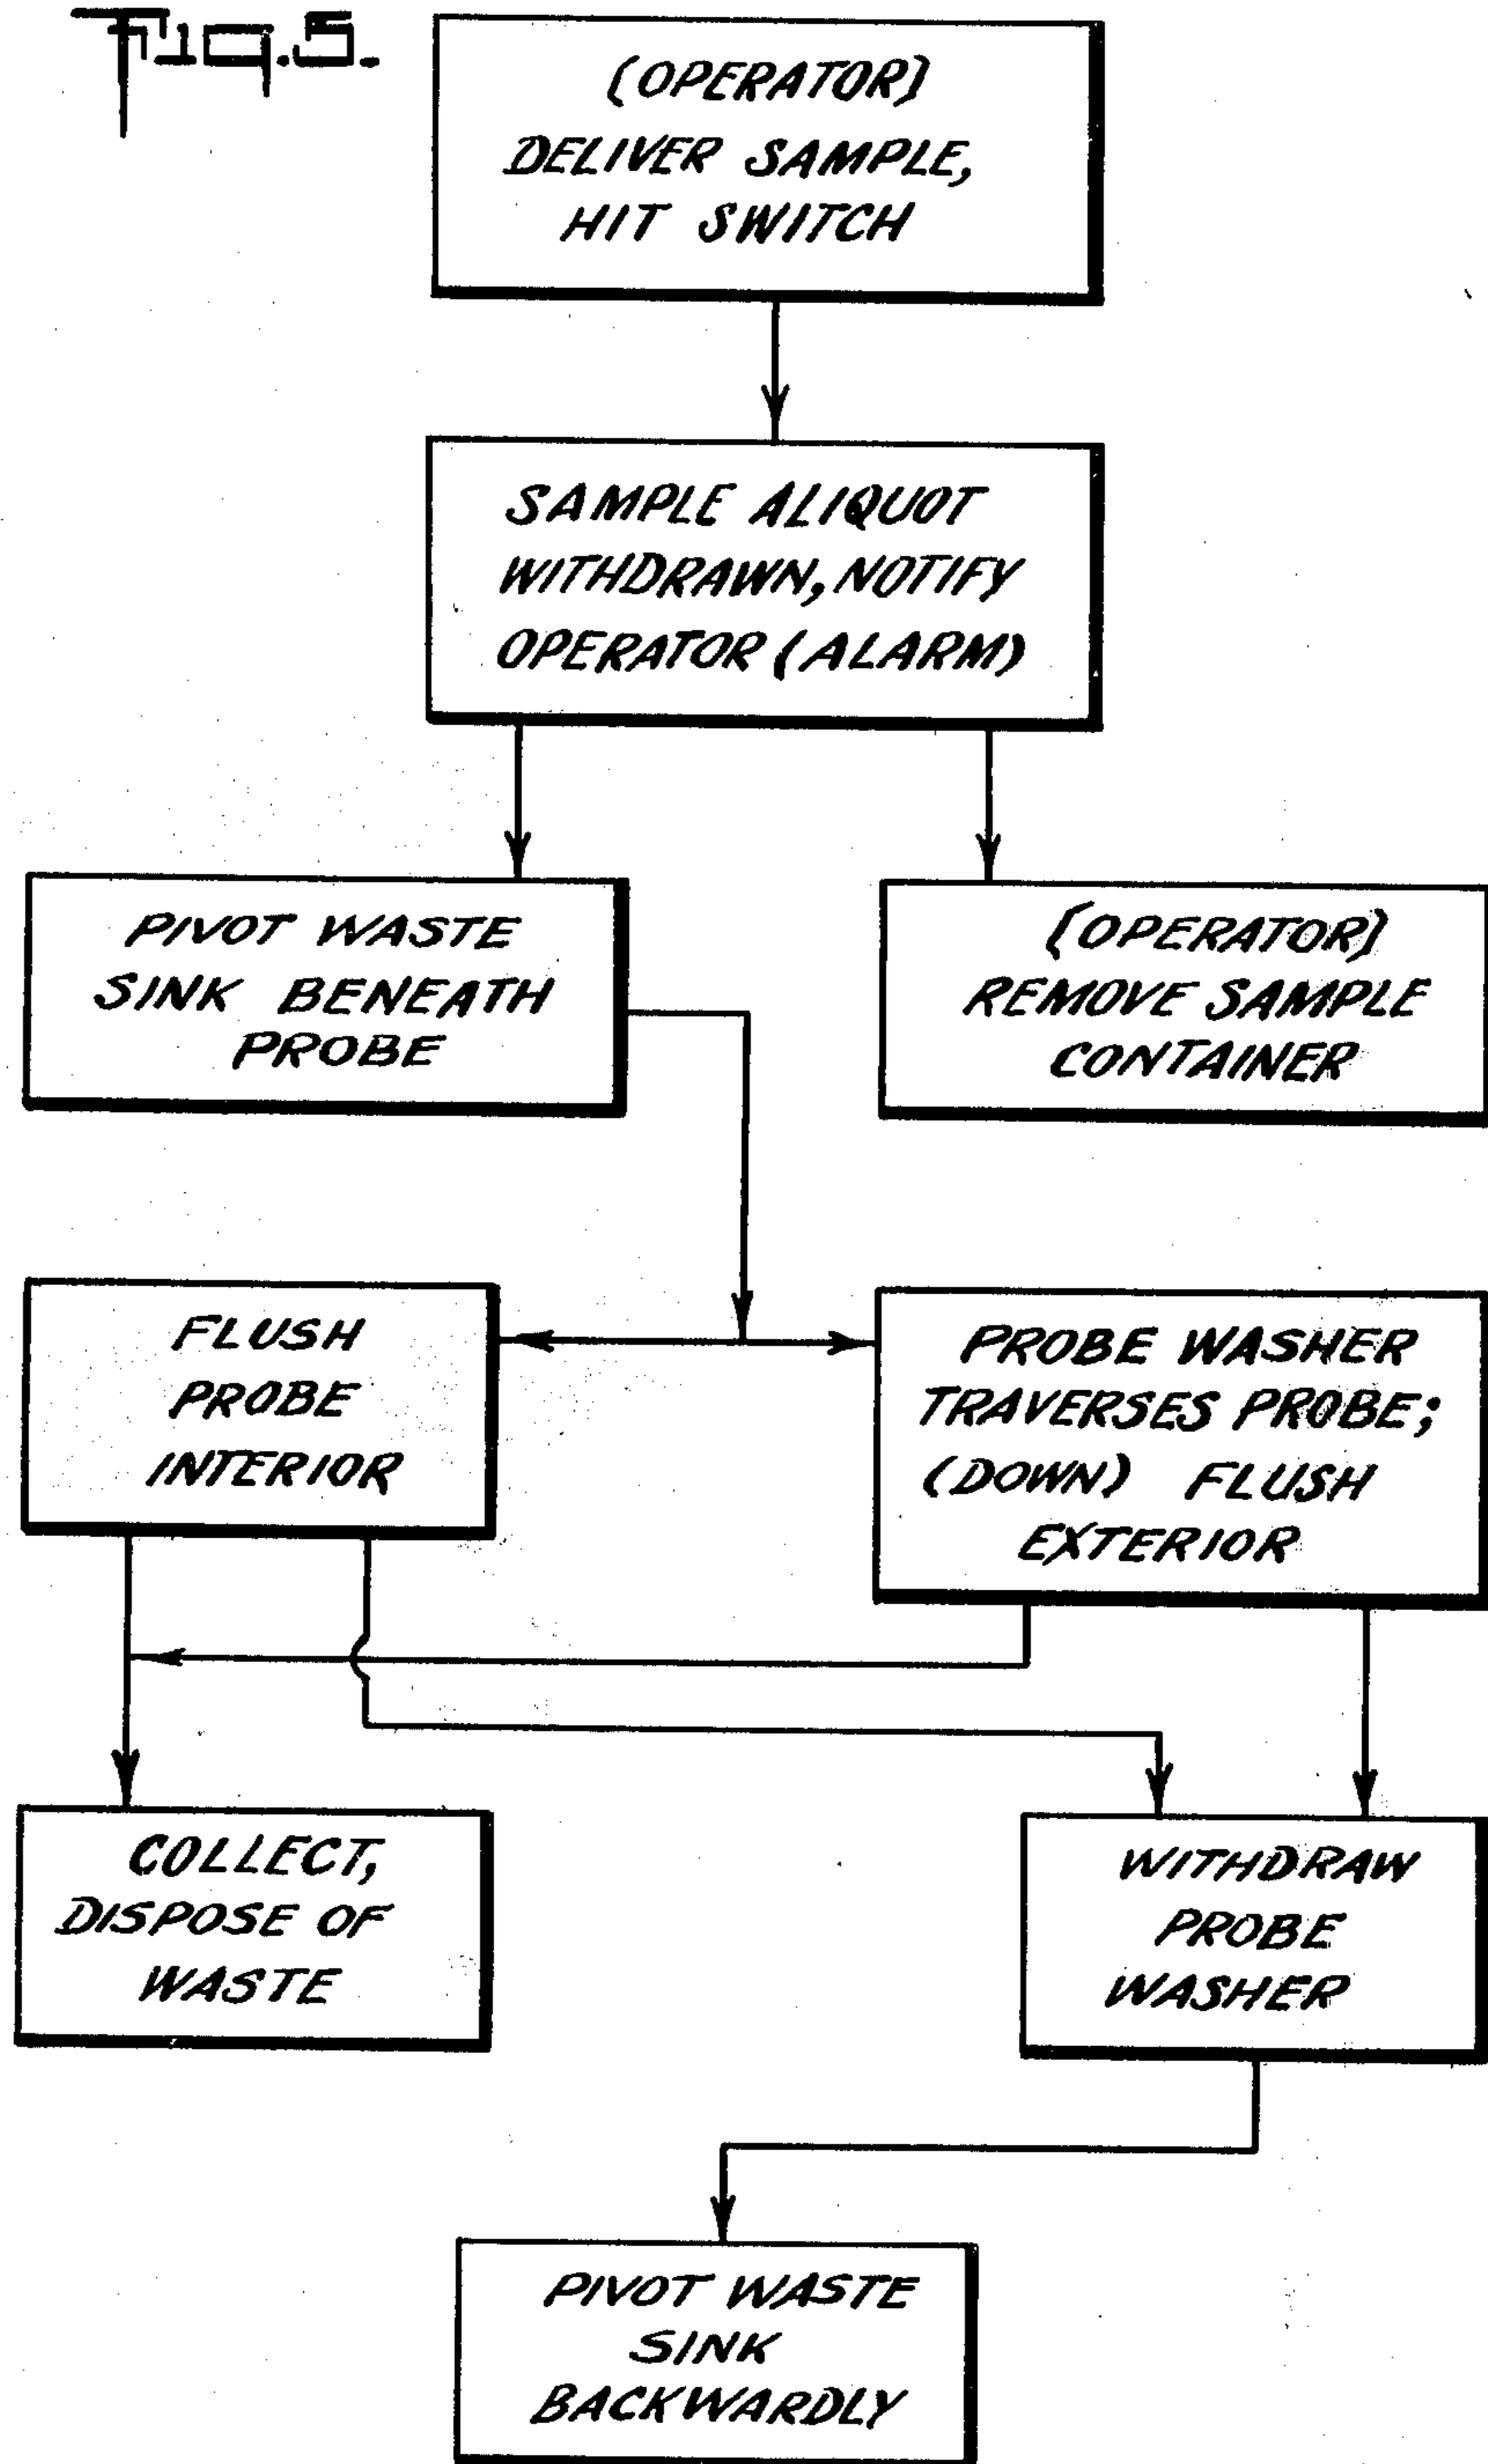 Fig.5.
(OPERATOR)
DELIVER SAMPLE,
HIT SWITCH
SAMPLE ALIQUOT
WITHDRAWN, NOTIFY
OPERATOR (ALARM)
PIVOT WASTE
SINK BENEATH
PROBE
(OPERATOR)
REMOVE SAMPLE
CONTAINER
FLUSH
PROBE
INTERIOR
PROBE WASHER
TRAVERSES PROBE;
(DOWN) FLUSH
EXTERIOR
COLLECT,
DISPOSE OF
WASTE
WITHDRAW
PROBE
WASHER
PIVOT WASTE
SINK
BACKWARDLY